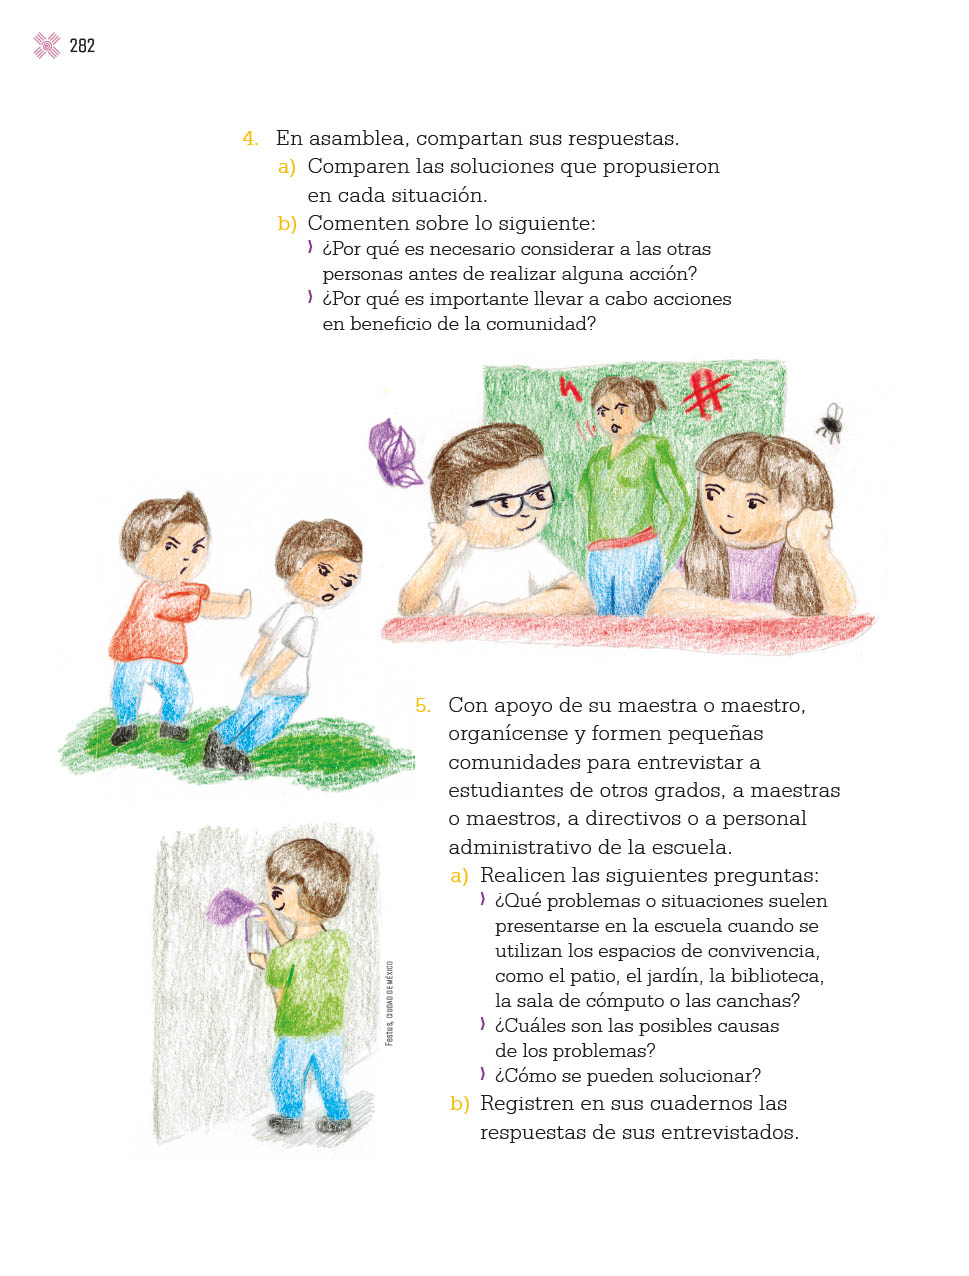 282
4. En asamblea, compartan sus respuestas.
a) Comparen las soluciones que propusieron
en cada situación.
b) Comenten sobre lo siguiente:
¿Por qué es necesario considerar a las otras
personas antes de realizar alguna acción?
¿Por qué es importante llevar a cabo acciones
en beneficio de la comunidad?
#
5. Con apoyo de su maestra o maestro,
organícense y formen pequeñas
comunidades para entrevistar a
estudiantes de otros grados, a maestras
o maestros, a directivos o a personal
administrativo de la escuela.
a) Realicen las siguientes preguntas:
¿Qué problemas o situaciones suelen
presentarse en la escuela cuando se
utilizan los espacios de convivencia,
como el patio, el jardín, la biblioteca,
la sala de cómputo o las canchas?
¿Cuáles son las posibles causas
de los problemas?
¿Cómo se pueden solucionar?
b) Registren en sus cuadernos las
respuestas de sus entrevistados.
Festus, CIUDAD DE MÉXICO